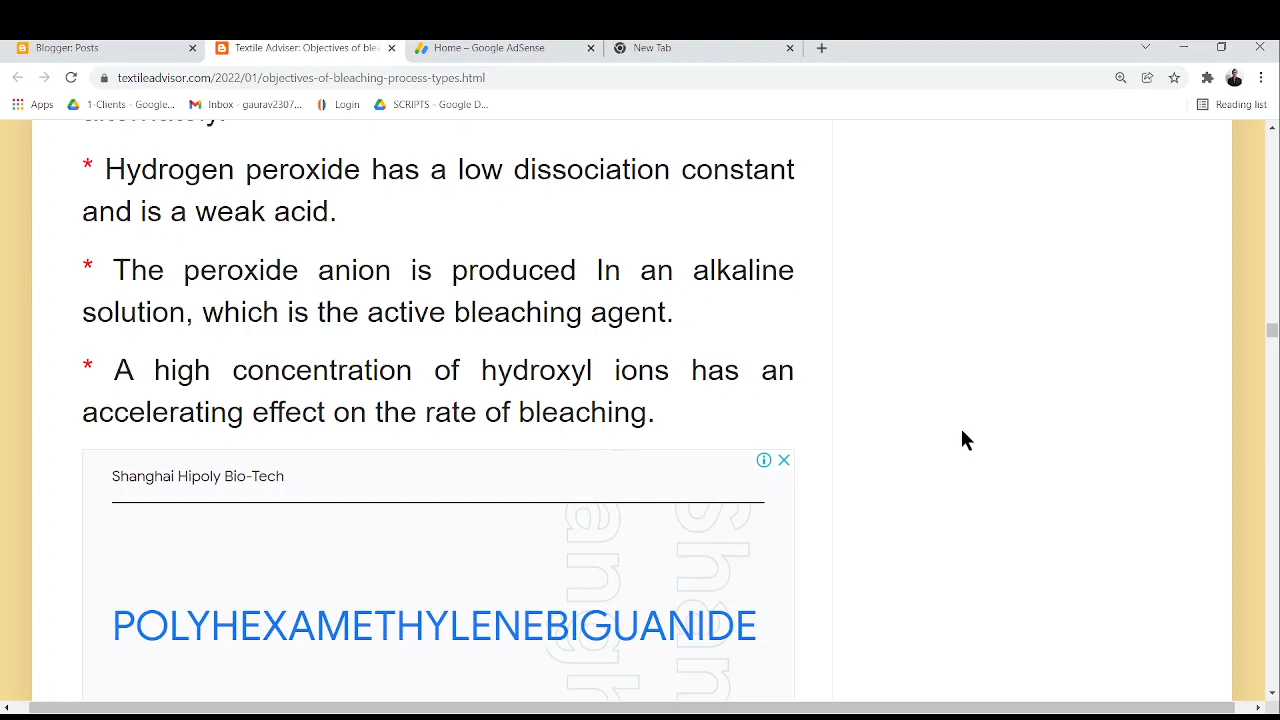 Blogger: Posts
Textile Adviser: Objectives of ble
Home – Google AdSense
New Tab
textileadvisor.com/2022/01/objectives-of-bleaching-process-types.html
Apps
1-Clients - Google...
Inbox - gaurav2307...
Login
SCRIPTS - Google D...
Reading list
alternately.
* Hydrogen peroxide has a low dissociation constant
and is a weak acid.
* The peroxide anion is produced In an alkaline
solution, which is the active bleaching agent.
* A high concentration of hydroxyl ions has an
accelerating effect on the rate of bleaching.
Shanghai Hipoly Bio-Tech
POLYHEXAMETHYLENEBIGUANIDE